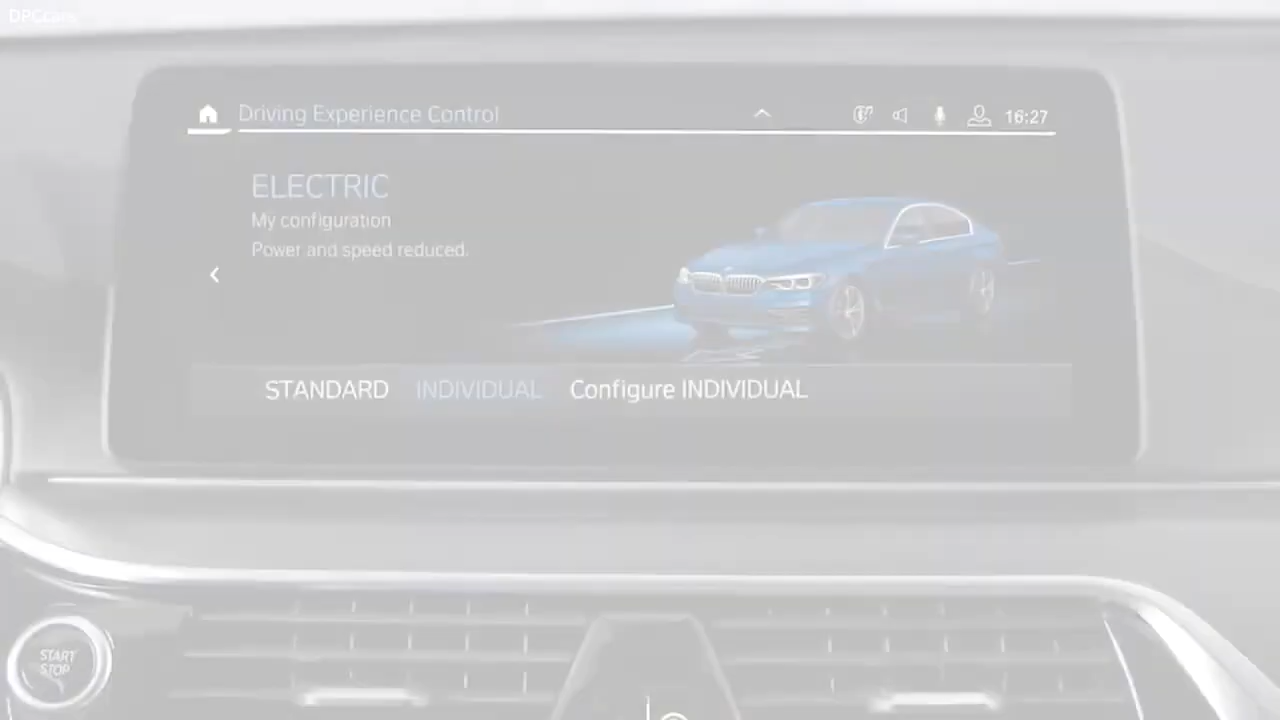 DPCcars
Driving Experience Control
16:27
ELECTRIC
My configuration
Power and speed reduced.
STANDARD INDIVIDUAL Configure INDIVIDUAL
START
STOP